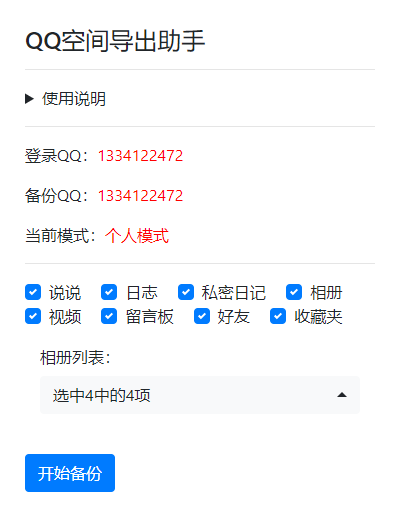 QQ空间导出助手
使用说明
登录QQ：1334122472
备份QQ：1334122472
当前模式：个人模式
说说 日志 私密日记 相册
视频 留言板 好友 收藏夹
相册列表：
选中4中的4项
开始备份